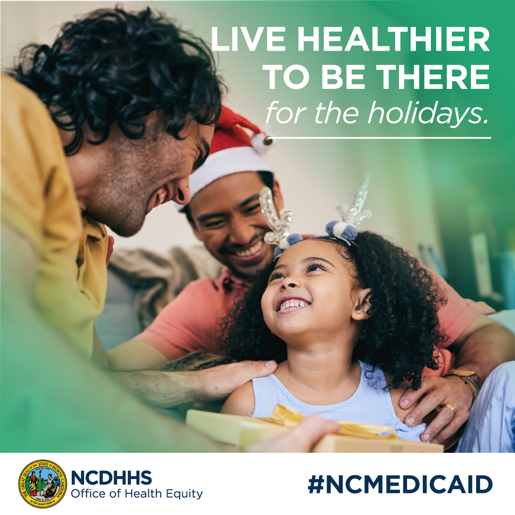 LIVE HEALTHIER
TO BE THERE
for the holidays.
NCDHHS
Office of Health Equity
#NCMEDICAID